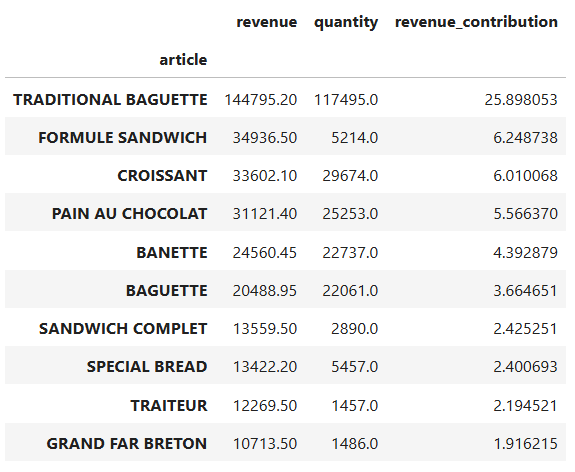 revenue quantity revenue_contribution
article
TRADITIONAL BAGUETTE 144795.20 117495.0 25.898053
FORMULE SANDWICH 34936.50 5214.0 6.248738
CROISSANT 33602.10 29674.0 6.010068
PAIN AU CHOCOLAT 31121.40 25253.0 5.566370
BANETTE 24560.45 22737.0 4.392879
BAGUETTE 20488.95 22061.0 3.664651
SANDWICH COMPLET 13559.50 2890.0 2.425251
SPECIAL BREAD 13422.20 5457.0 2.400693
TRAITEUR 12269.50 1457.0 2.194521
GRAND FAR BRETON 10713.50 1486.0 1.916215